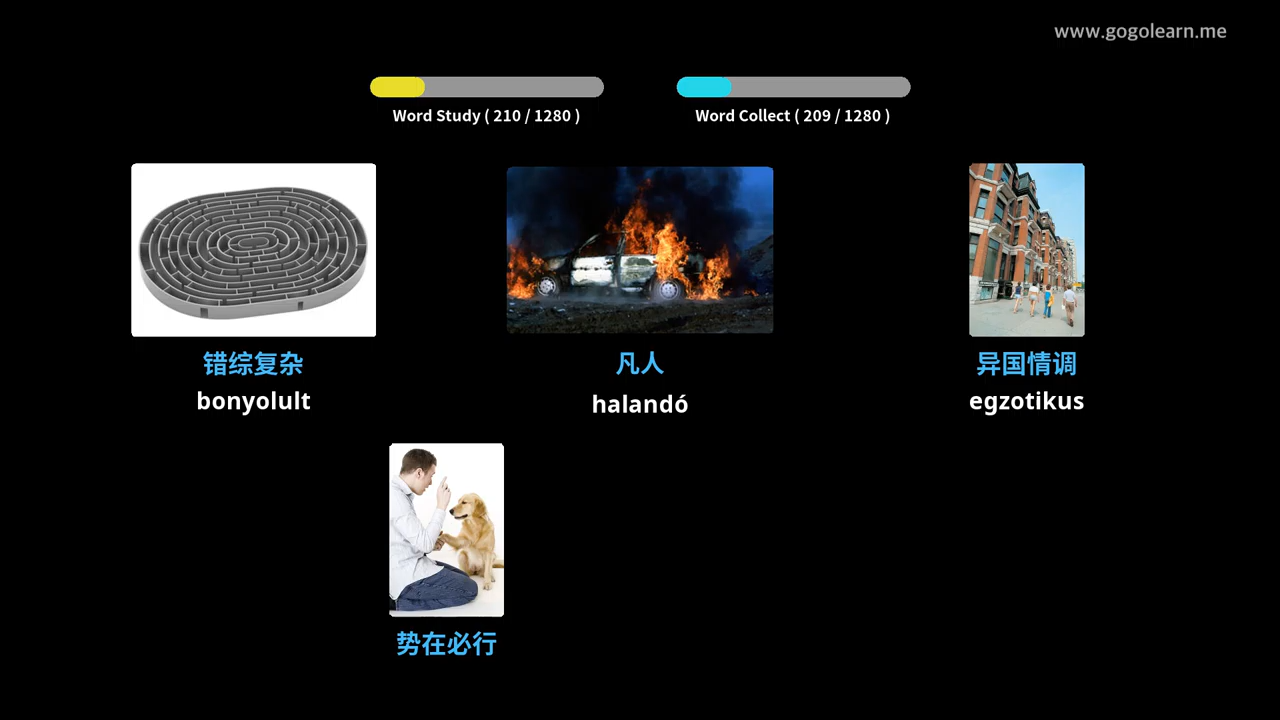 www.gogolearn.me
Word Study ( 210 / 1280 )
Word Collect ( 209 / 1280 )
错综复杂
凡人
异国情调
bonyolult
halandó
egzotikus
势在必行